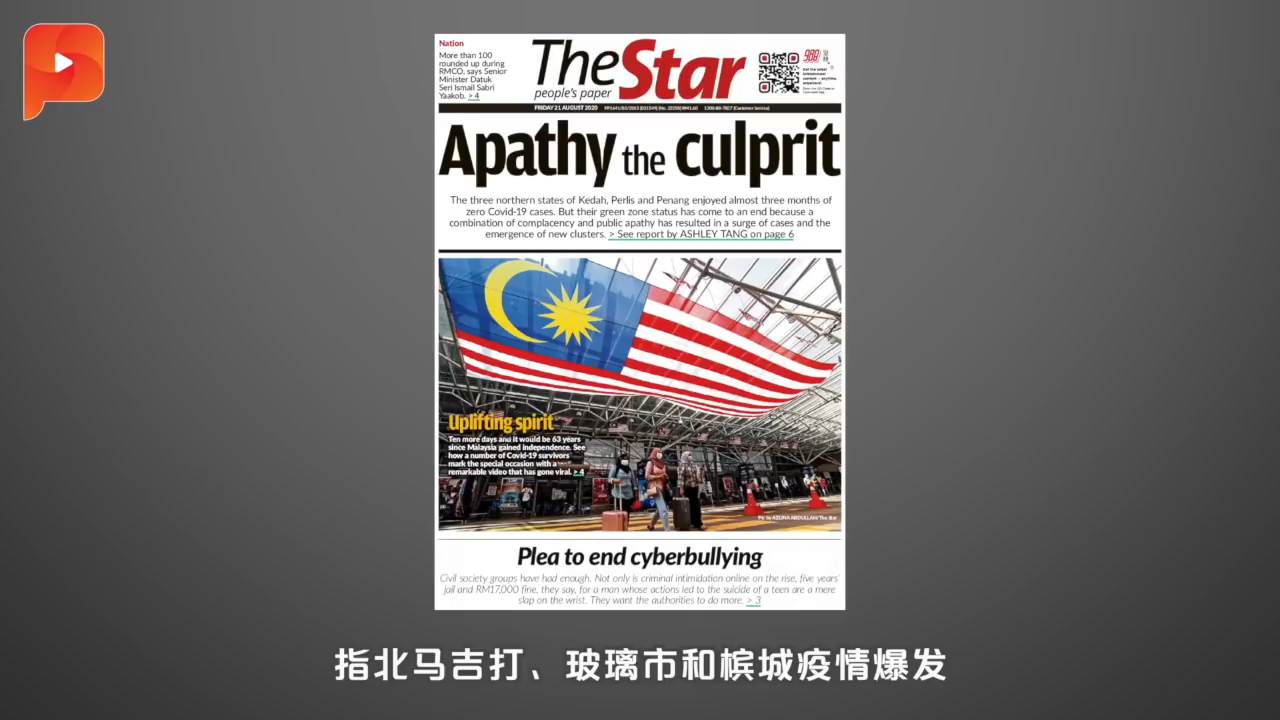 Nation
More than 100
rounded up during
RMCO, says Senior
Minister Datuk
Seri Ismail Sabri
Yaakob. > 4
TheStar
people's paper
988
FRIDAY 21 AUGUST 2020
Apathy the culprit
The three northern states of Kedah, Perlis and Penang enjoyed almost three months of
zero Covid-19 cases. But their green zone status has come to an end because a
combination of complacency and public apathy has resulted in a surge of cases and the
emergence of new clusters. > See report by ASHLEY TANG on page 6
Uplifting spirit
Ten more days and it would be 63 years
since Malaysia gained independence. See
how a number of Covid-19 survivors
mark the special occasion with a
remarkable video that has gone viral. > 4
Plea to end cyberbullying
Civil society groups have had enough. Not only is criminal intimidation online on the rise, five years'
jail and RM17,000 fine, they say, for a man whose actions led to the suicide of a teen are a mere
slap on the wrist. They want the authorities to do more. > 3
指北马吉打、玻璃市和槟城疫情爆发